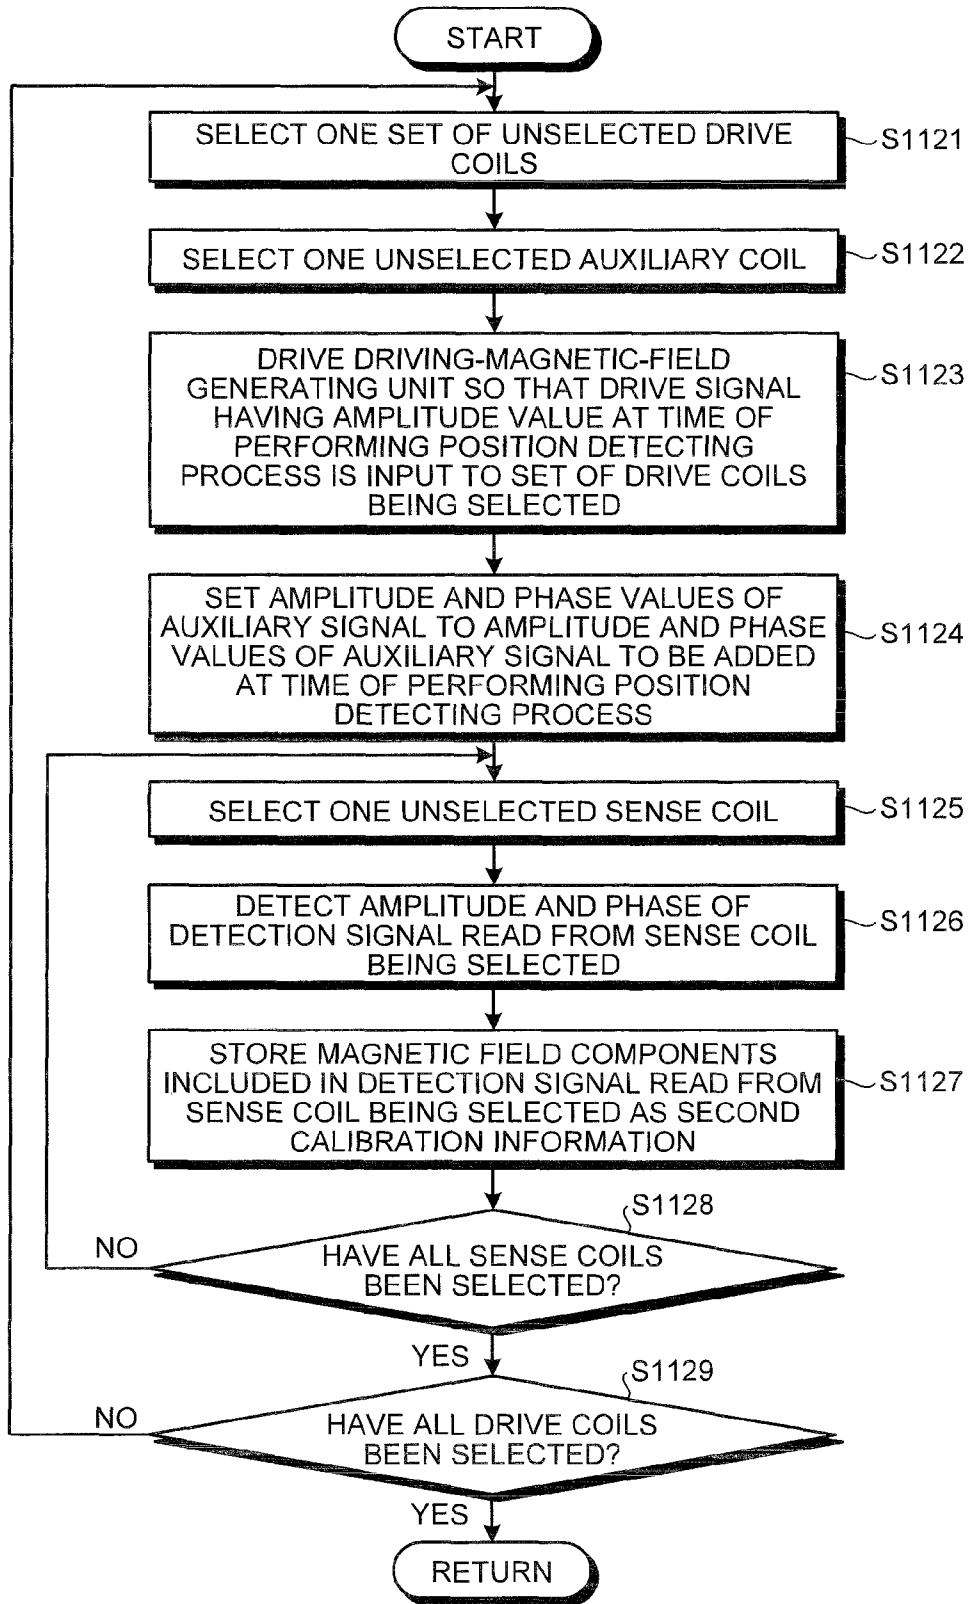 START
SELECT ONE SET OF UNSELECTED DRIVE
COILS
S1121
SELECT ONE UNSELECTED AUXILIARY COIL
S1122
DRIVE DRIVING-MAGNETIC-FIELD
GENERATING UNIT SO THAT DRIVE SIGNAL
HAVING AMPLITUDE VALUE AT TIME OF
PERFORMING POSITION DETECTING
PROCESS IS INPUT TO SET OF DRIVE COILS
BEING SELECTED
S1123
SET AMPLITUDE AND PHASE VALUES OF
AUXILIARY SIGNAL TO AMPLITUDE AND PHASE
VALUES OF AUXILIARY SIGNAL TO BE ADDED
AT TIME OF PERFORMING POSITION
DETECTING PROCESS
S1124
SELECT ONE UNSELECTED SENSE COIL
S1125
DETECT AMPLITUDE AND PHASE OF
DETECTION SIGNAL READ FROM SENSE COIL
BEING SELECTED
S1126
STORE MAGNETIC FIELD COMPONENTS
INCLUDED IN DETECTION SIGNAL READ FROM
SENSE COIL BEING SELECTED AS SECOND
CALIBRATION INFORMATION
S1127
S1128
NO
HAVE ALL SENSE COILS
BEEN SELECTED?
YES
S1129
NO
HAVE ALL DRIVE COILS
BEEN SELECTED?
YES
RETURN